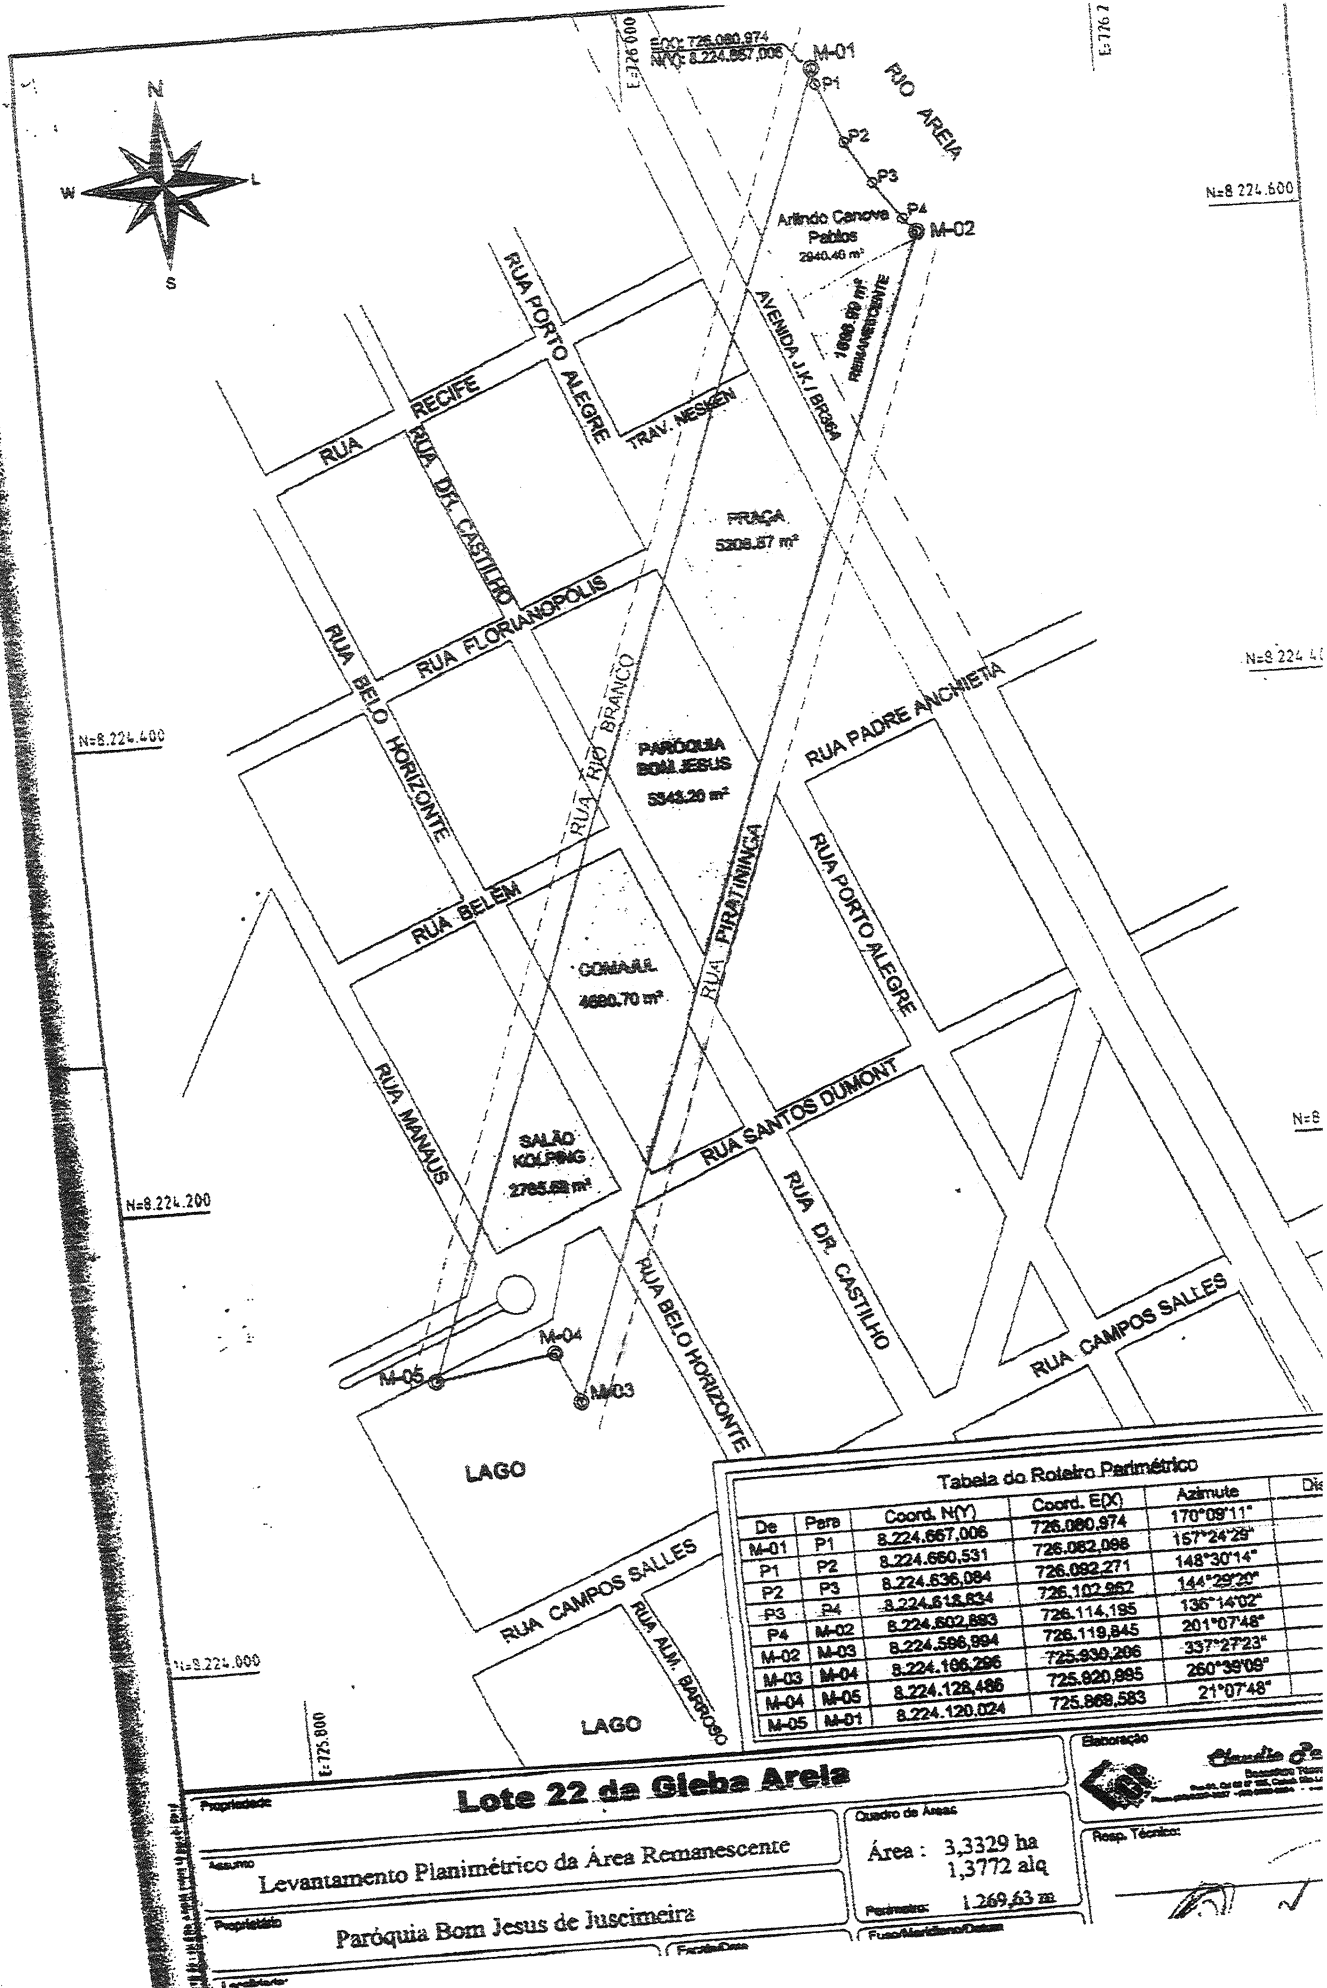 E(X): 726.080,974
N(Y): 8.224.667,006
M-01
P1
P2
P3
P4
M-02
RIO AREIA
E=726.000
N
W
L
S
N=8.224.600
Arlindo Canova
Pablos
2940.40 m²
REMANESCENTE
AVENIDA J.K / BR364
RUA PORTO ALEGRE
RUA RECIFE
TRAV. NESKEN
RUA DR. CASTILHO
PRAÇA
RUA FLORIANOPOLIS
RUA BELO HORIZONTE
RUA RIO BRANCO
RUA PADRE ANCHIETA
N=8.224.400
PARÓQUIA
BOM JESUS
RUA PIRATININGA
RUA PORTO ALEGRE
RUA BELÉM
COMAJUL
RUA MANAUS
RUA SANTOS DUMONT
SALÃO
KOLPING
N=8.224.200
RUA DR. CASTILHO
RUA BELO HORIZONTE
RUA CAMPOS SALLES
M-04
M-05
M-03
LAGO
RUA CAMPOS SALLES
RUA ALM. BARROSO
N=8.224.000
E=725.800
LAGO
Tabela do Roteiro Perimétrico
De Para Coord. N(Y) Coord. E(X) Azimute
M-01 P1 8.224.667,006 726.080,974 170°09'11"
P1 P2 8.224.660,531 726.082,098 157°24'29"
P2 P3 8.224.636,084 726.092,271 148°30'14"
P3 P4 8.224.618,634 726.102,962 144°29'20"
P4 M-02 8.224.602,893 726.114,195 136°14'02"
M-02 M-03 8.224.596,994 726.119,845 201°07'48"
M-03 M-04 8.224.106,296 725.930,206 337°27'23"
M-04 M-05 8.224.128,486 725.920,995 260°39'09"
M-05 M-01 8.224.120,024 725.869,583 21°07'48"
Propriedade
Lote 22 da Gleba Areia
Assunto
Levantamento Planimétrico da Área Remanescente
Proprietário
Paróquia Bom Jesus de Juscimeira
Quadro de Áreas
Área : 3,3329 ha
1,3772 alq
Perímetro: 1.269,63 m
Elaboração
Resp. Técnico:
Escala/Data
Fuso/Meridiano/Datum
Localidade: